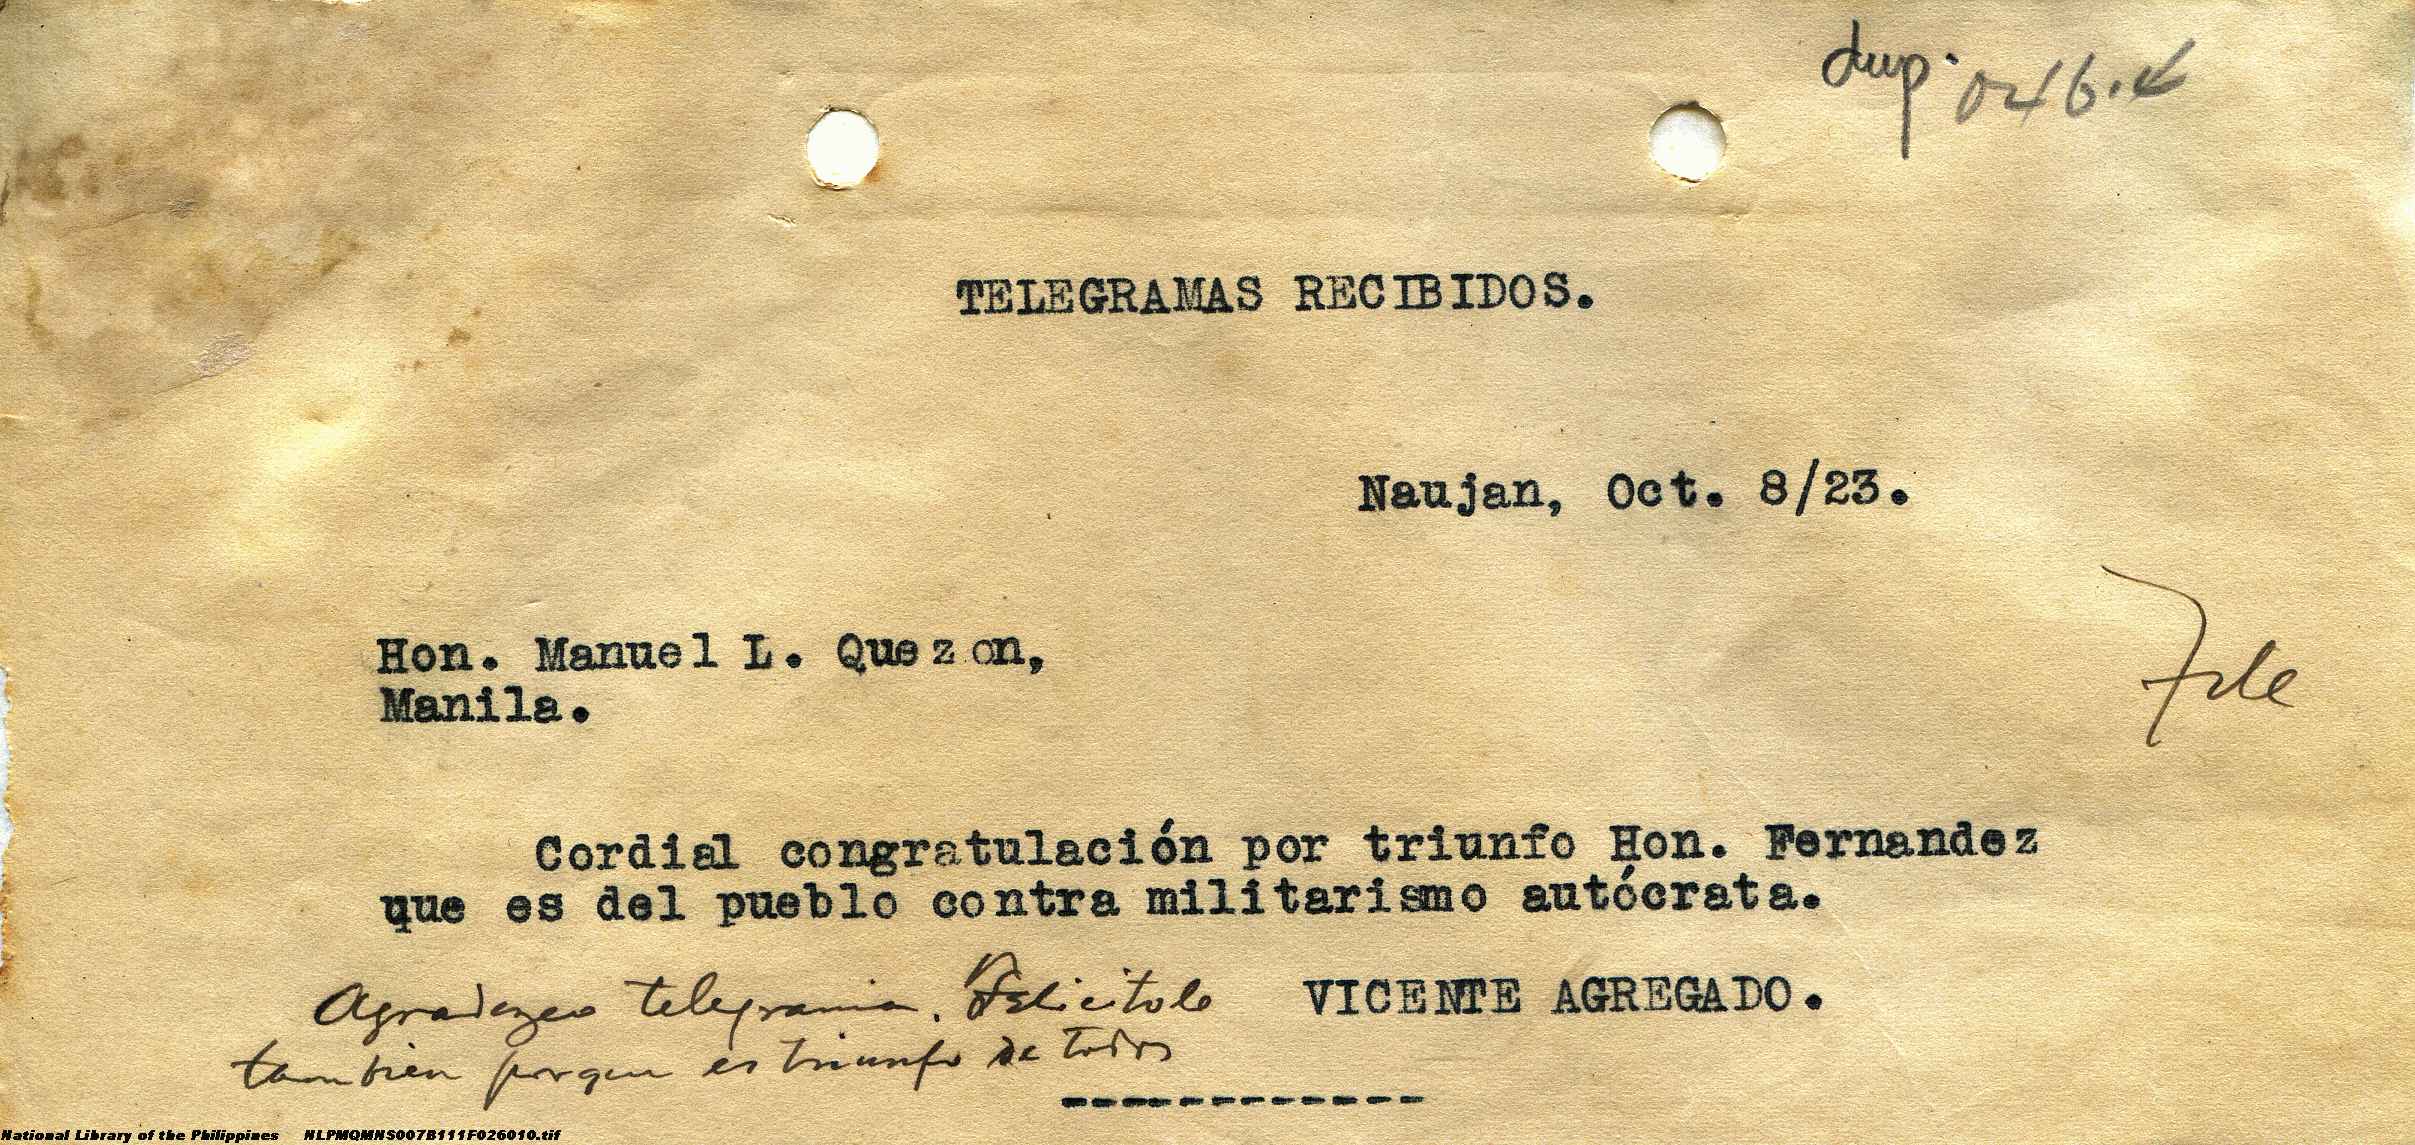 dup.
TELEGRAMAS RECIBIDOS.
Naujan, Oct. 8/23.
File
Hon. Manuel L. Quezon,
Manila.
Cordial congratulación por triunfo Hon. Fernandez
que es del pueblo contra militarismo autócrata.
Agradezco telegrama. Felicitole
VICENTE AGREGADO.
tambien porque es triunfo de todos
------------
National Library of the Philippines NLPMQMNS007B111F026010.tif